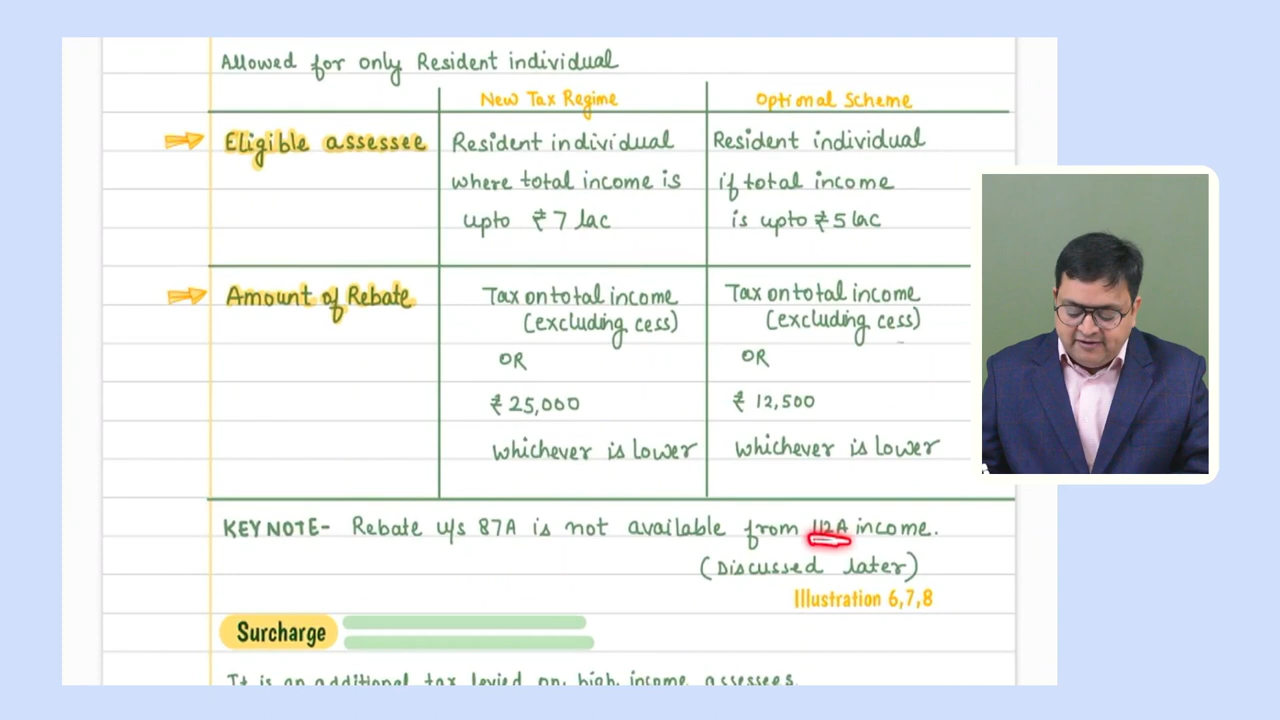 Allowed for only Resident individual
New Tax Regime
Optional Scheme
Eligible assessee
Resident individual
where total income is
upto ₹ 7 lac
Resident individual
if total income
is upto ₹ 5 lac
Amount of Rebate
Tax on total income
(excluding cess)
OR
₹ 25,000
whichever is lower
Tax on total income
(excluding cess)
OR
₹ 12,500
whichever is lower
KEY NOTE- Rebate u/s 87A is not available from 112A income.
(Discussed later)
Illustration 6,7,8
Surcharge
It is an additional tax levied on high income assessees.